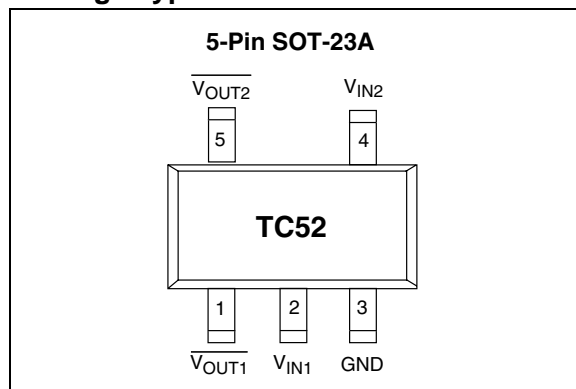 5-Pin SOT-23A
VOUT2 VIN2
5 4
TC52
1 2 3
VOUT1 VIN1 GND